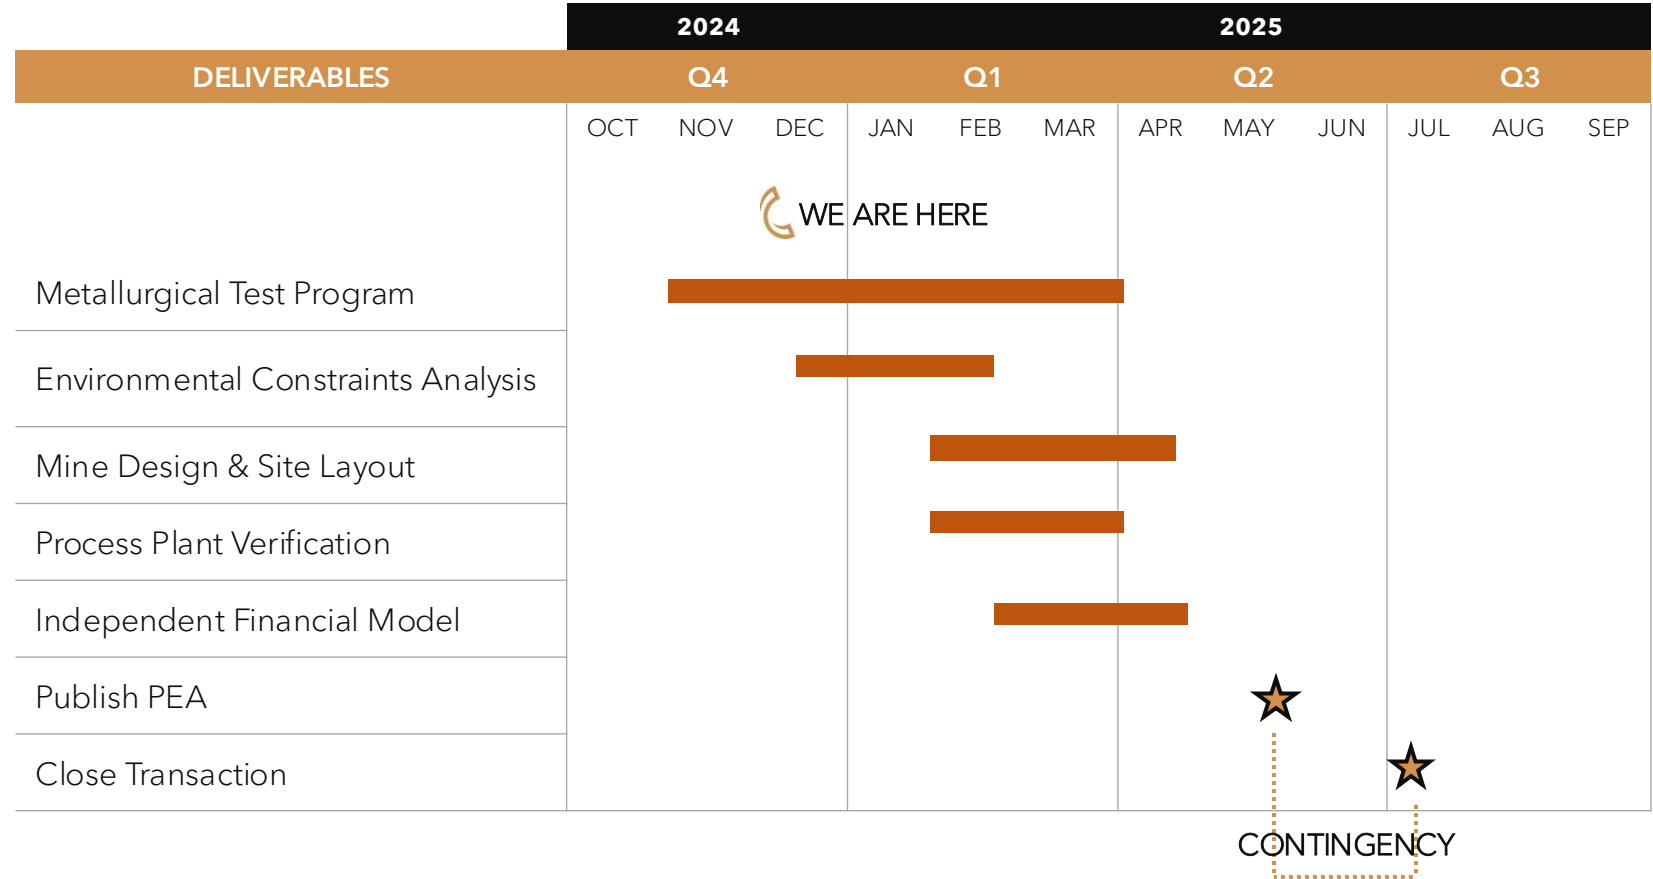 2024 2025
DELIVERABLES Q4 Q1 Q2 Q3
OCT NOV DEC JAN FEB MAR APR MAY JUN JUL AUG SEP
WE ARE HERE
Metallurgical Test Program
Environmental Constraints Analysis
Mine Design & Site Layout
Process Plant Verification
Independent Financial Model
Publish PEA
Close Transaction
CONTINGENCY